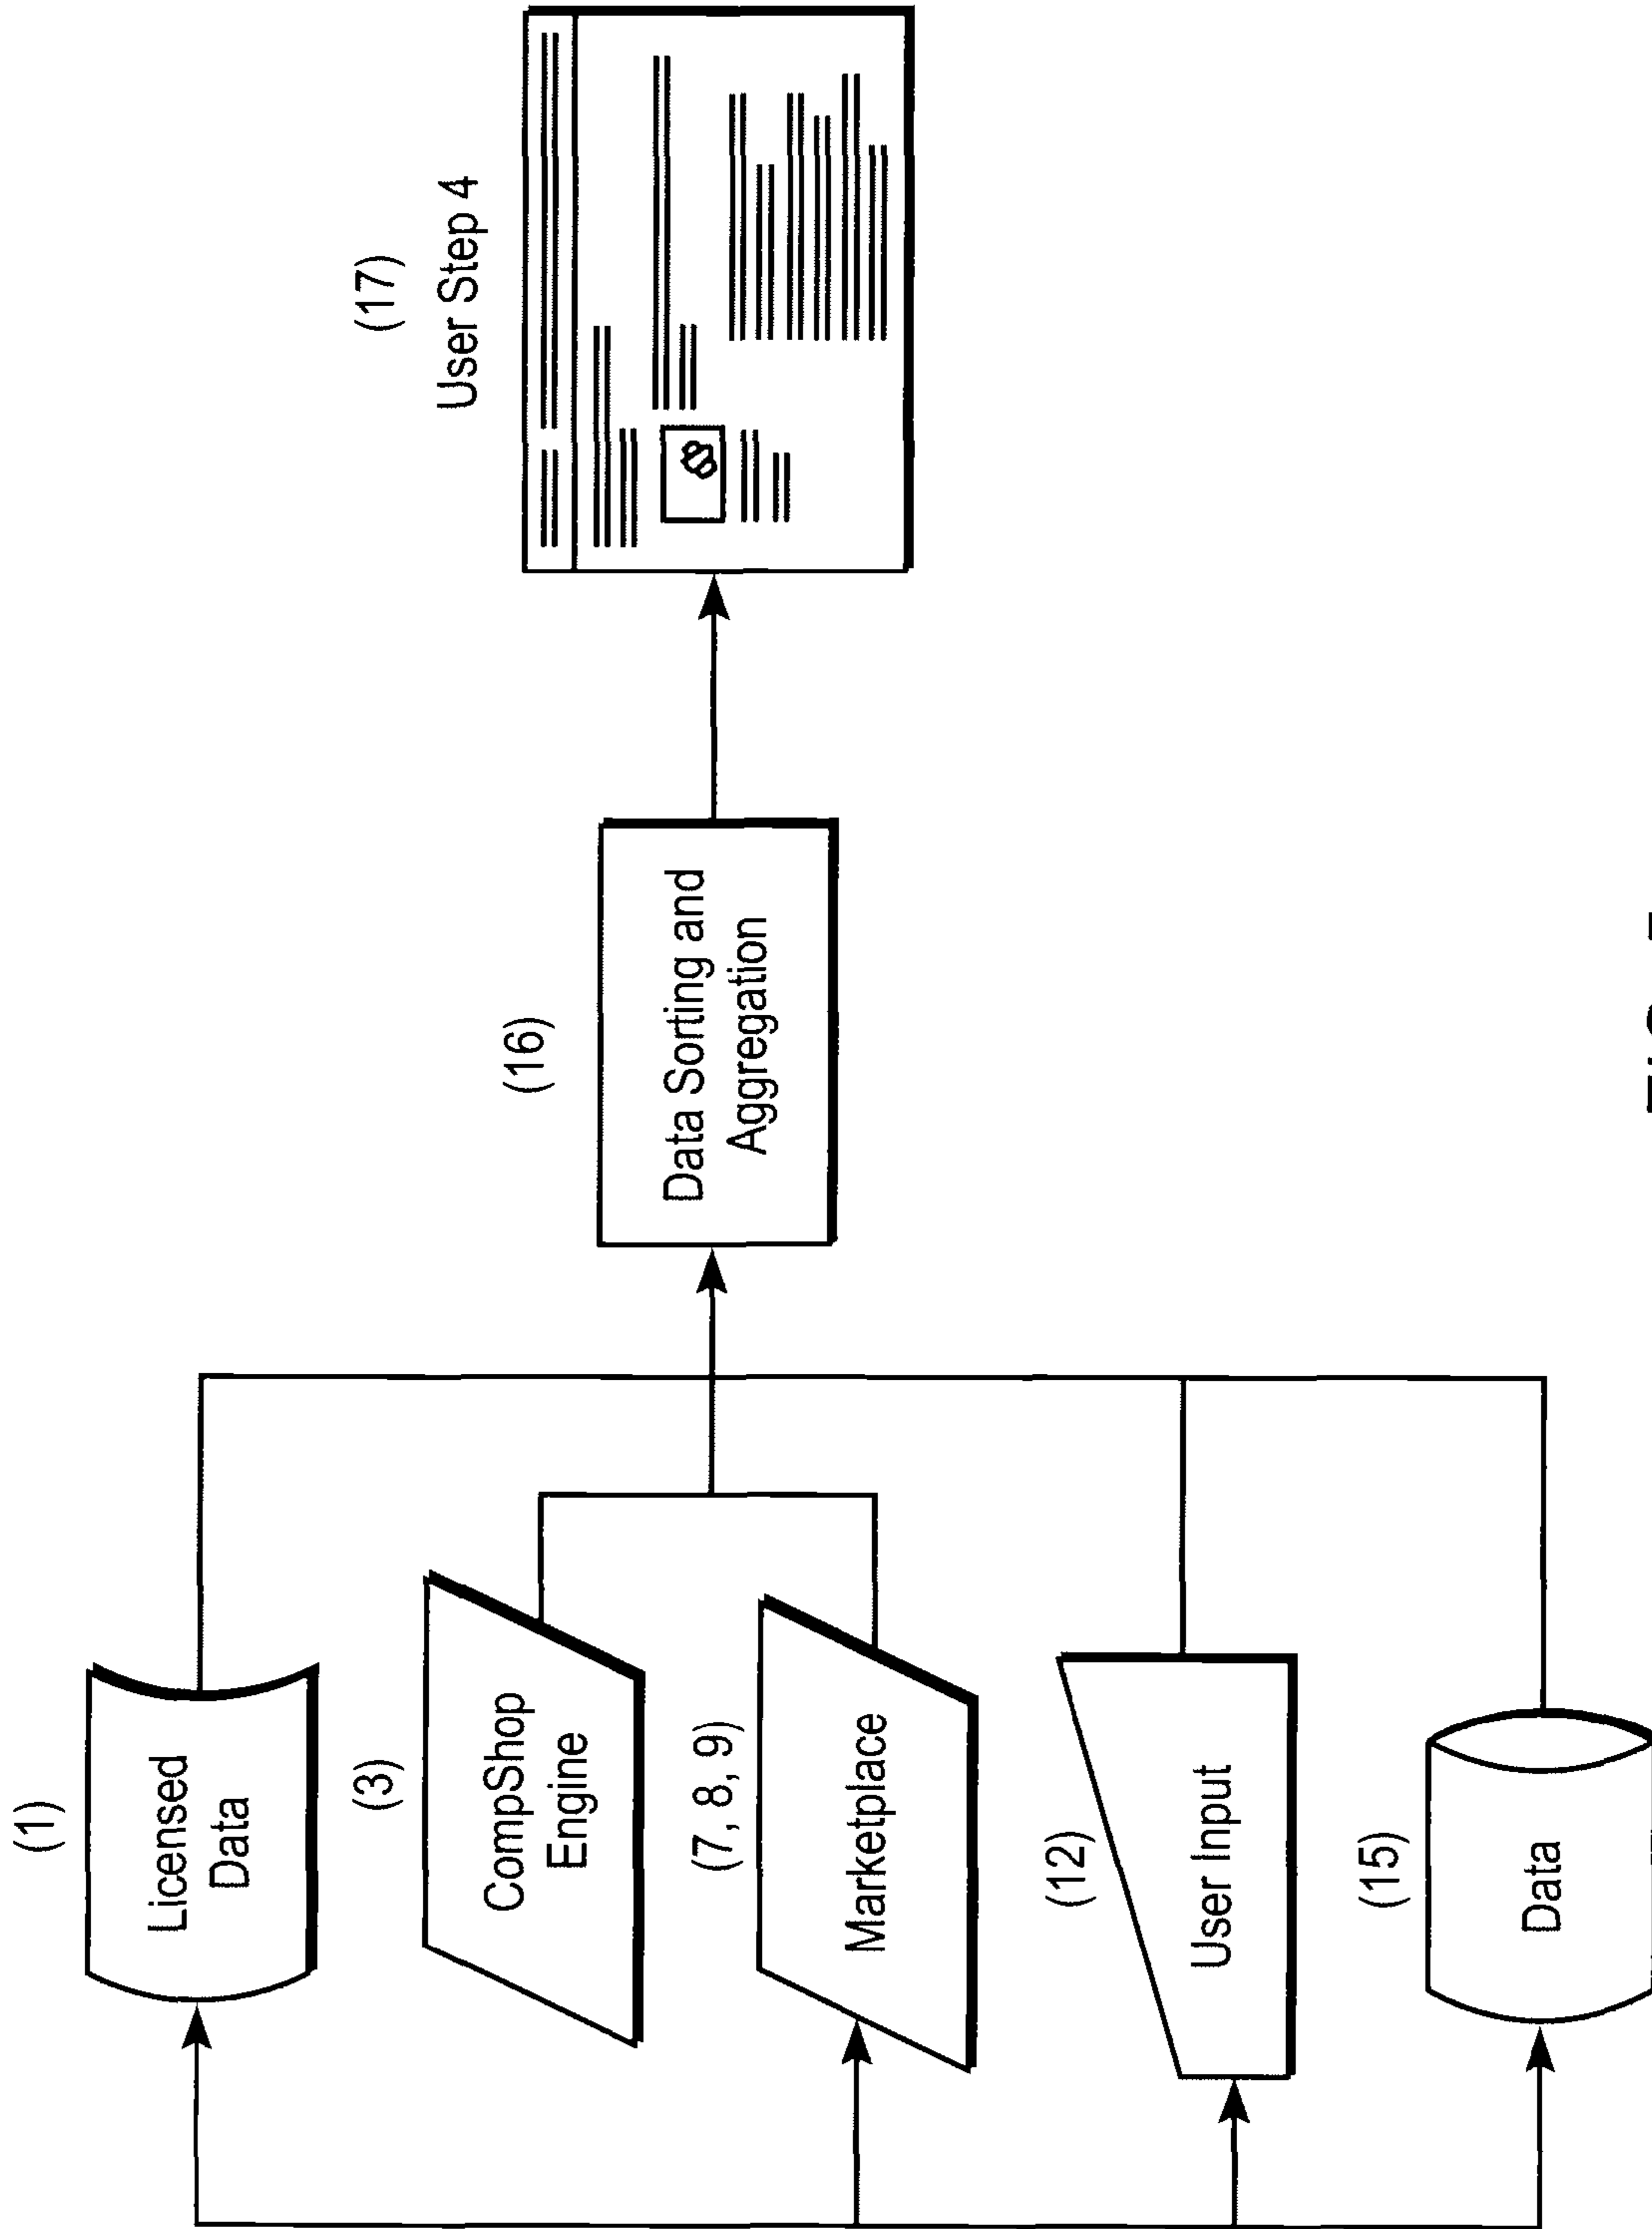 (1)
Licensed
Data
(3)
CompShop
Engine
(7, 8, 9)
Marketplace
(12)
User Input
(15)
Data
(16)
Data Sorting and
Aggregation
(17)
User Step 4